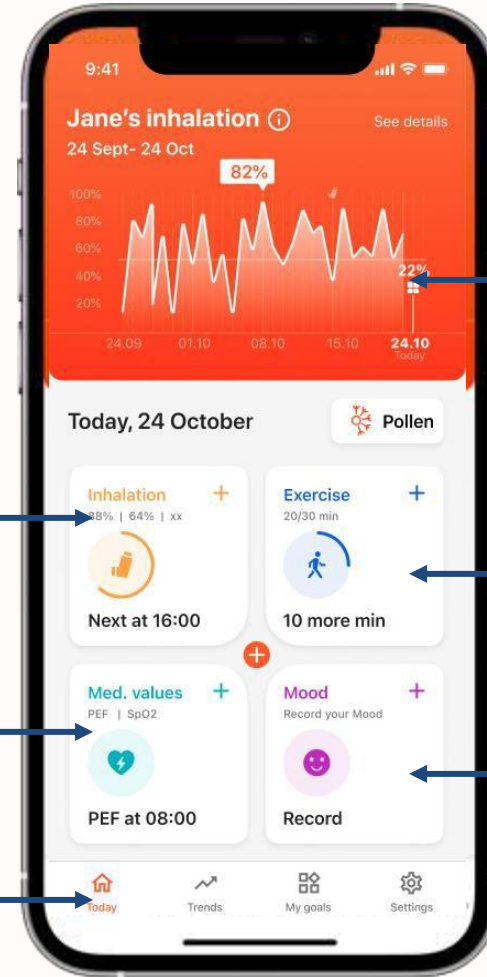 9:41
Jane's inhalation
See details
24 Sept- 24 Oct
82%
100%
80%
60%
40%
20%
22%
24.09 01.10 08.10 15.10 24.10
Today
Today, 24 October
Pollen
Inhalation +
88% | 64% | xx
Next at 16:00
Exercise +
20/30 min
10 more min
Med. values +
PEF | SpO2
PEF at 08:00
Mood +
Record your Mood
Record
Today Trends My goals Settings